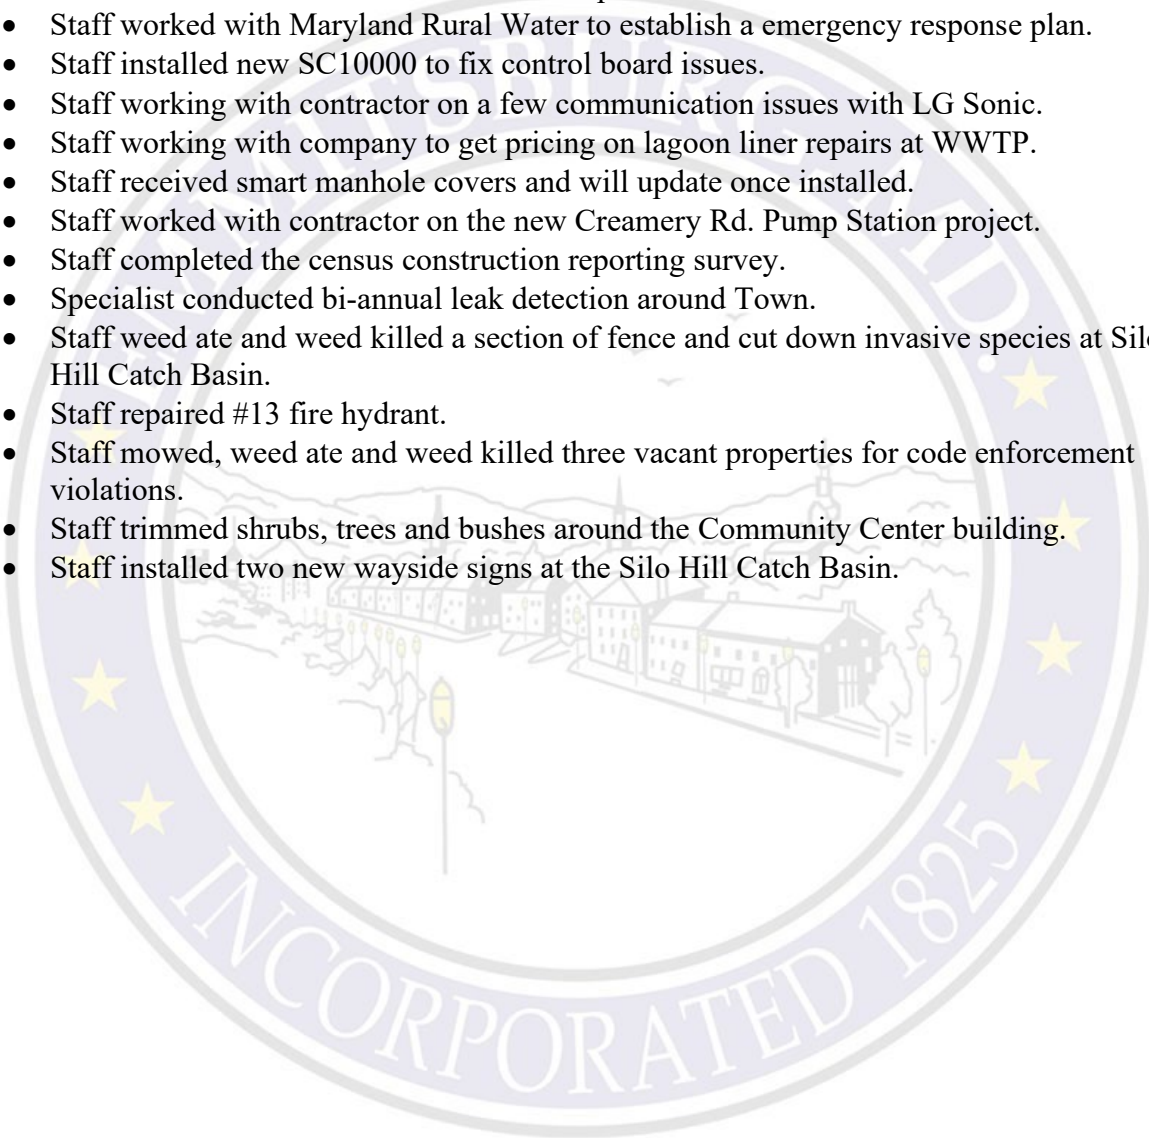 • Staff worked with Maryland Rural Water to establish a emergency response plan.
• Staff installed new SC10000 to fix control board issues.
• Staff working with contractor on a few communication issues with LG Sonic.
• Staff working with company to get pricing on lagoon liner repairs at WWTP.
• Staff received smart manhole covers and will update once installed.
• Staff worked with contractor on the new Creamery Rd. Pump Station project.
• Staff completed the census construction reporting survey.
• Specialist conducted bi-annual leak detection around Town.
• Staff weed ate and weed killed a section of fence and cut down invasive species at Silo
Hill Catch Basin.
• Staff repaired #13 fire hydrant.
• Staff mowed, weed ate and weed killed three vacant properties for code enforcement
violations.
• Staff trimmed shrubs, trees and bushes around the Community Center building.
• Staff installed two new wayside signs at the Silo Hill Catch Basin.
EMMITSBURG, MD.
INCORPORATED 1825